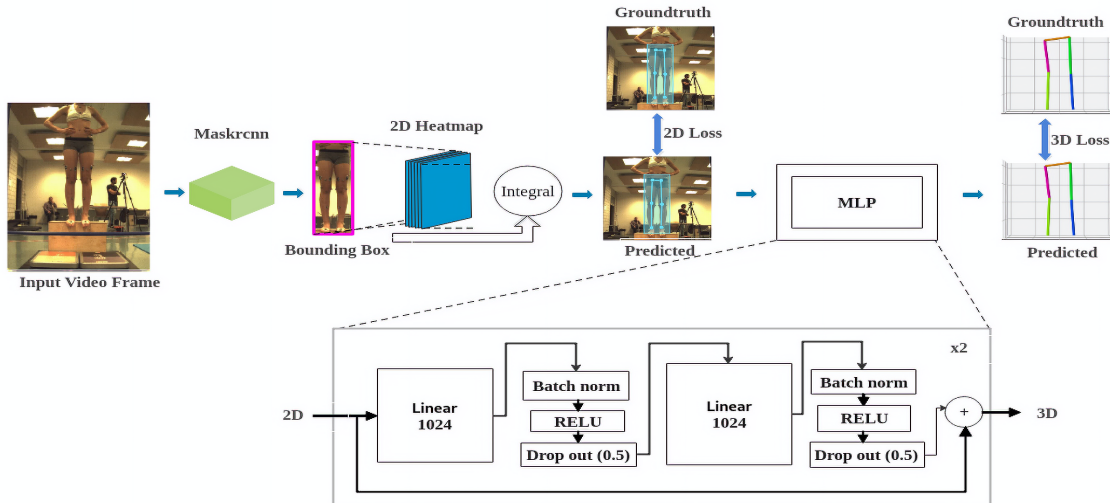 Groundtruth
Groundtruth
Maskrcnn
2D Heatmap
2D Loss
3D Loss
Integral
MLP
Bounding Box
Predicted
Predicted
Input Video Frame
x2
2D
Linear
1024
Batch norm
RELU
Drop out (0.5)
Linear
1024
Batch norm
RELU
Drop out (0.5)
+
3D